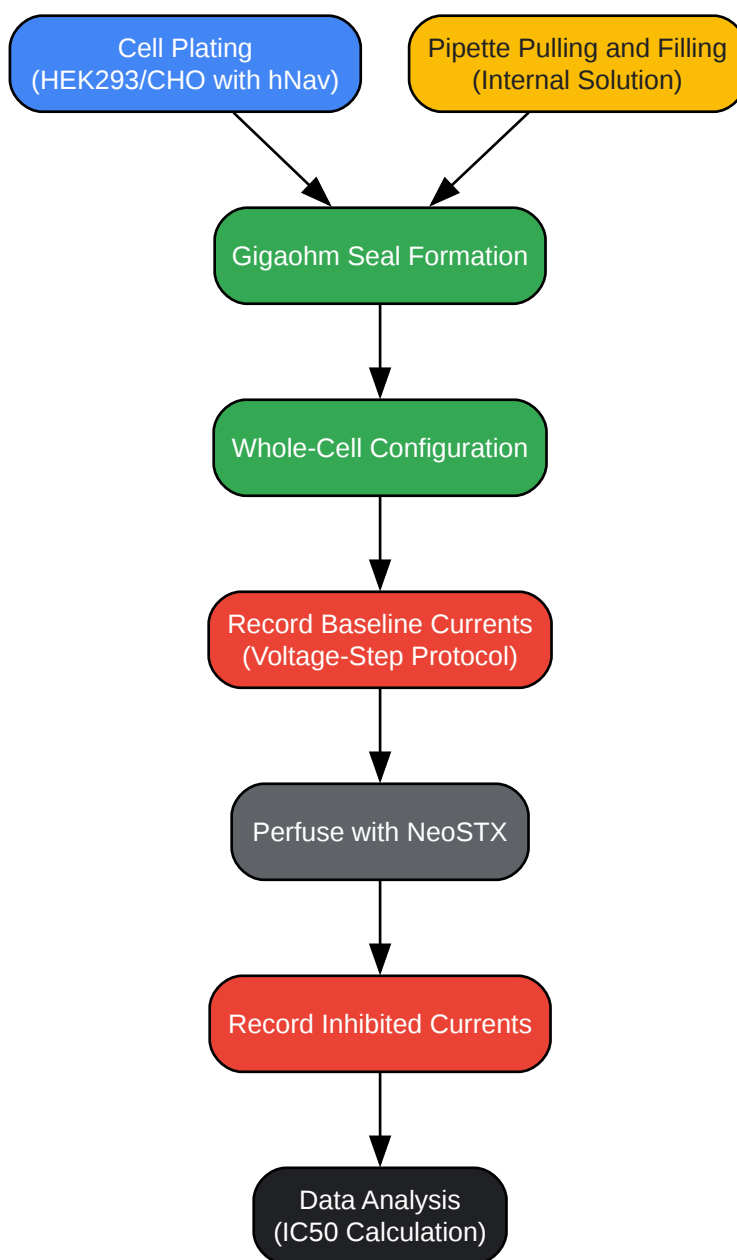 Cell Plating
(HEK293/CHO with hNav)
Pipette Pulling and Filling
(Internal Solution)
Gigaohm Seal Formation
Whole-Cell Configuration
Record Baseline Currents
(Voltage-Step Protocol)
Perfuse with NeoSTX
Record Inhibited Currents
Data Analysis
(IC50 Calculation)